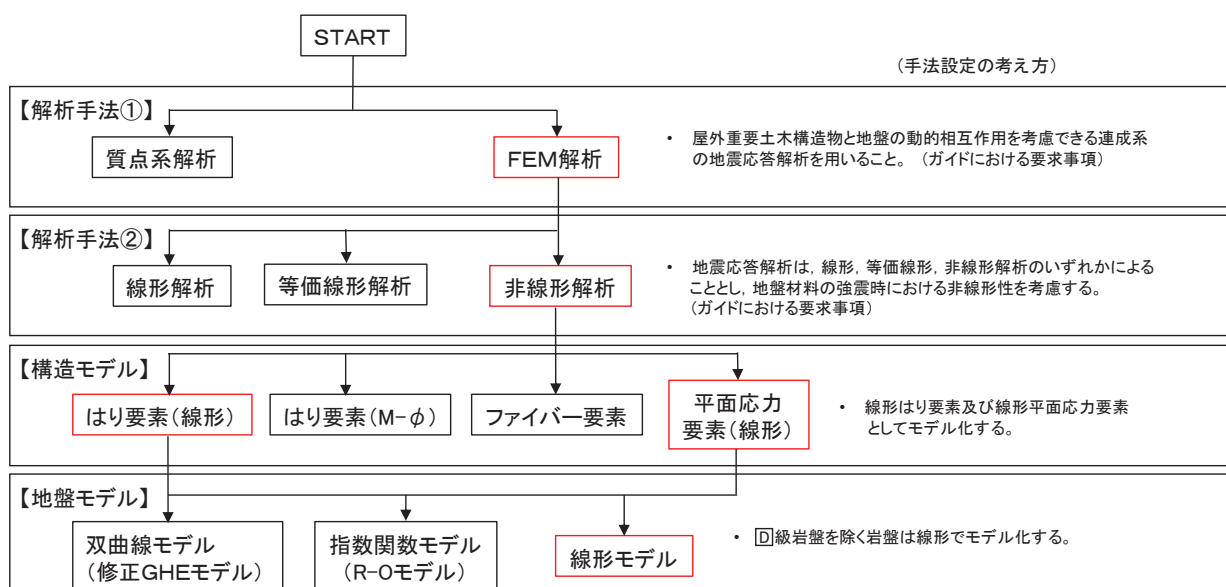 START
(手法設定の考え方)
【解析手法①】
質点系解析
FEM解析
・ 屋外重要土木構造物と地盤の動的相互作用を考慮できる連成系
の地震応答解析を用いること。 (ガイドにおける要求事項)
【解析手法②】
線形解析
等価線形解析
非線形解析
・ 地震応答解析は,線形,等価線形,非線形解析のいずれかによる
こととし,地盤材料の強震時における非線形性を考慮する。
(ガイドにおける要求事項)
【構造モデル】
はり要素(線形)
はり要素(M-φ)
ファイバー要素
平面応力
要素(線形)
・ 線形はり要素及び線形平面応力要素
としてモデル化する。
【地盤モデル】
双曲線モデル
(修正GHEモデル)
指数関数モデル
(R-Oモデル)
線形モデル
・ D級岩盤を除く岩盤は線形でモデル化する。